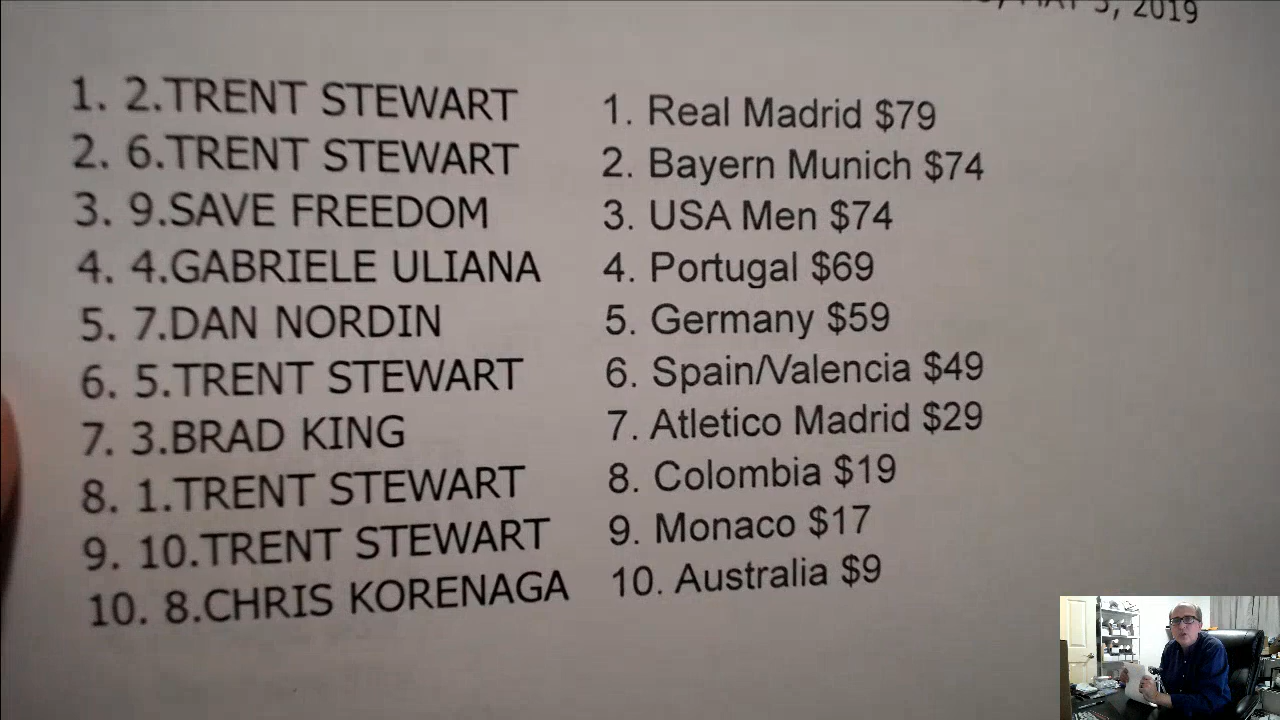 5, 2019
1. 2.TRENT STEWART 1. Real Madrid $79
2. 6.TRENT STEWART 2. Bayern Munich $74
3. 9.SAVE FREEDOM 3. USA Men $74
4. 4.GABRIELE ULIANA 4. Portugal $69
5. 7.DAN NORDIN 5. Germany $59
6. 5.TRENT STEWART 6. Spain/Valencia $49
7. 3.BRAD KING 7. Atletico Madrid $29
8. 1.TRENT STEWART 8. Colombia $19
9. 10.TRENT STEWART 9. Monaco $17
10. 8.CHRIS KORENAGA 10. Australia $9